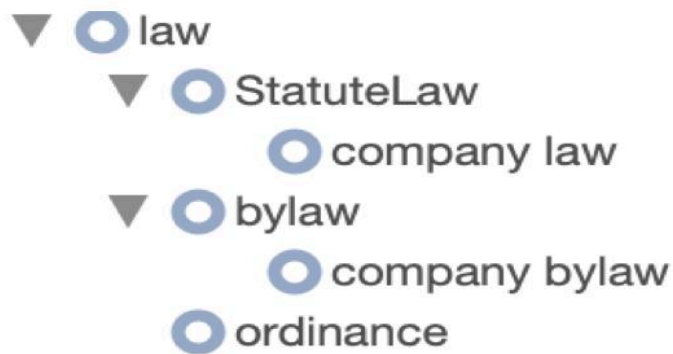 law
StatuteLaw
company law
bylaw
company bylaw
ordinance